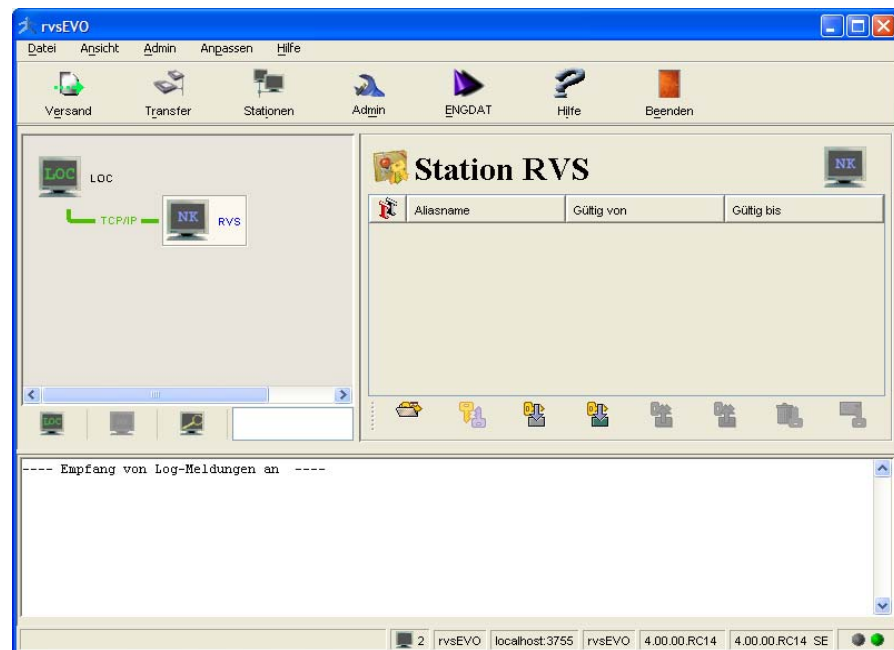 rvsEVO
Datei Ansicht Admin Anpassen Hilfe
Versand Transfer Stationen Admin ENGDAT Hilfe Beenden
LOC LOC
TCP/IP NK RVS
Station RVS NK
Aliasname Gültig von Gültig bis
LOC
---- Empfang von Log-Meldungen an ----
2 rvsEVO localhost:3755 rvsEVO 4.00.00.RC14 4.00.00.RC14 SE